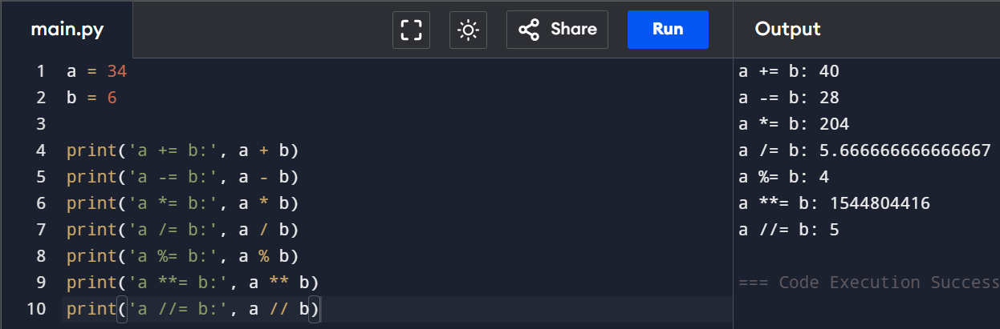 main.py
Share
Run
Output
1 a = 34
2 b = 6
3
4 print('a += b:', a + b)
5 print('a -= b:', a - b)
6 print('a *= b:', a * b)
7 print('a /= b:', a / b)
8 print('a %= b:', a % b)
9 print('a **= b:', a ** b)
10 print('a //= b:', a // b)
a += b: 40
a -= b: 28
a *= b: 204
a /= b: 5.666666666666667
a %= b: 4
a **= b: 1544804416
a //= b: 5
=== Code Execution Success